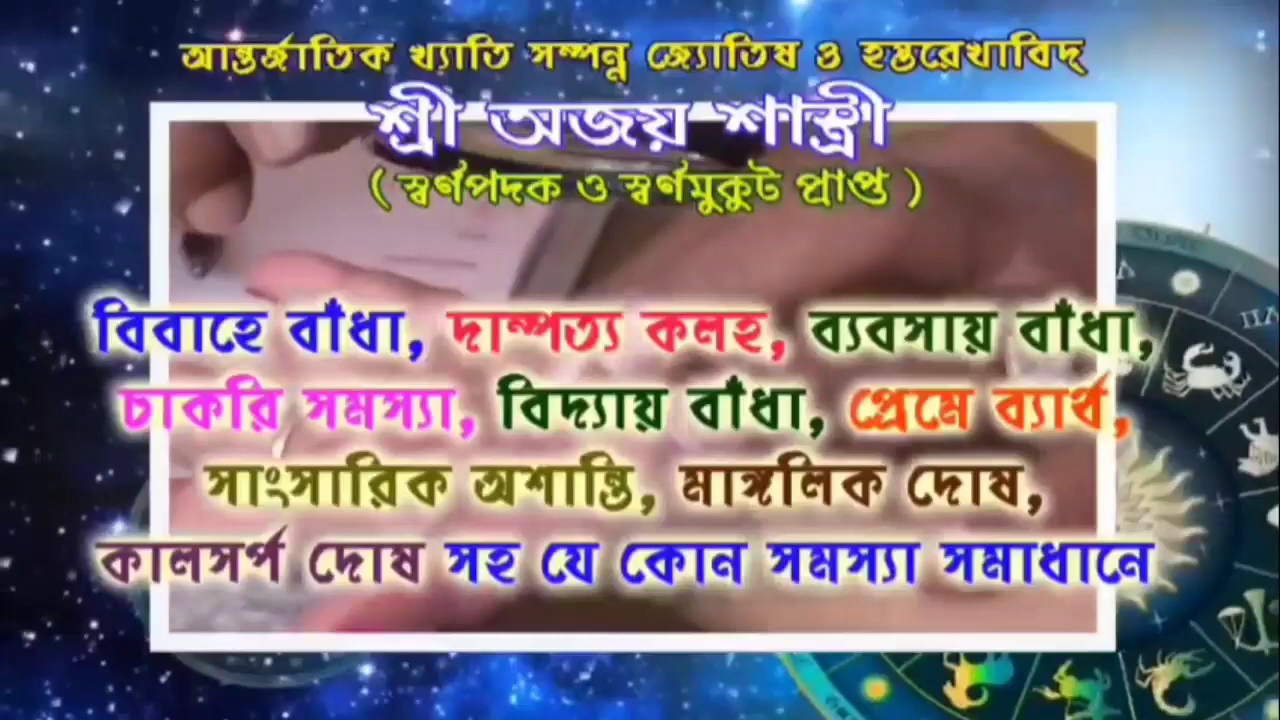 আন্তর্জাতিক খ্যাতি সম্পন্ন জ্যোতিষ ও হস্তরেখাবিদ্
শ্রী অজয় শাস্ত্রী
( স্বর্ণপদক ও স্বর্ণমুকুট প্রাপ্ত )
বিবাহে বাঁধা, দাম্পত্য কলহ, ব্যবসায় বাঁধা,
চাকরি সমস্যা, বিদ্যায় বাঁধা, প্রেমে ব্যার্থ,
সাংসারিক অশান্তি, মাঙ্গলিক দোষ,
কালসর্প দোষ সহ যে কোন সমস্যা সমাধানে